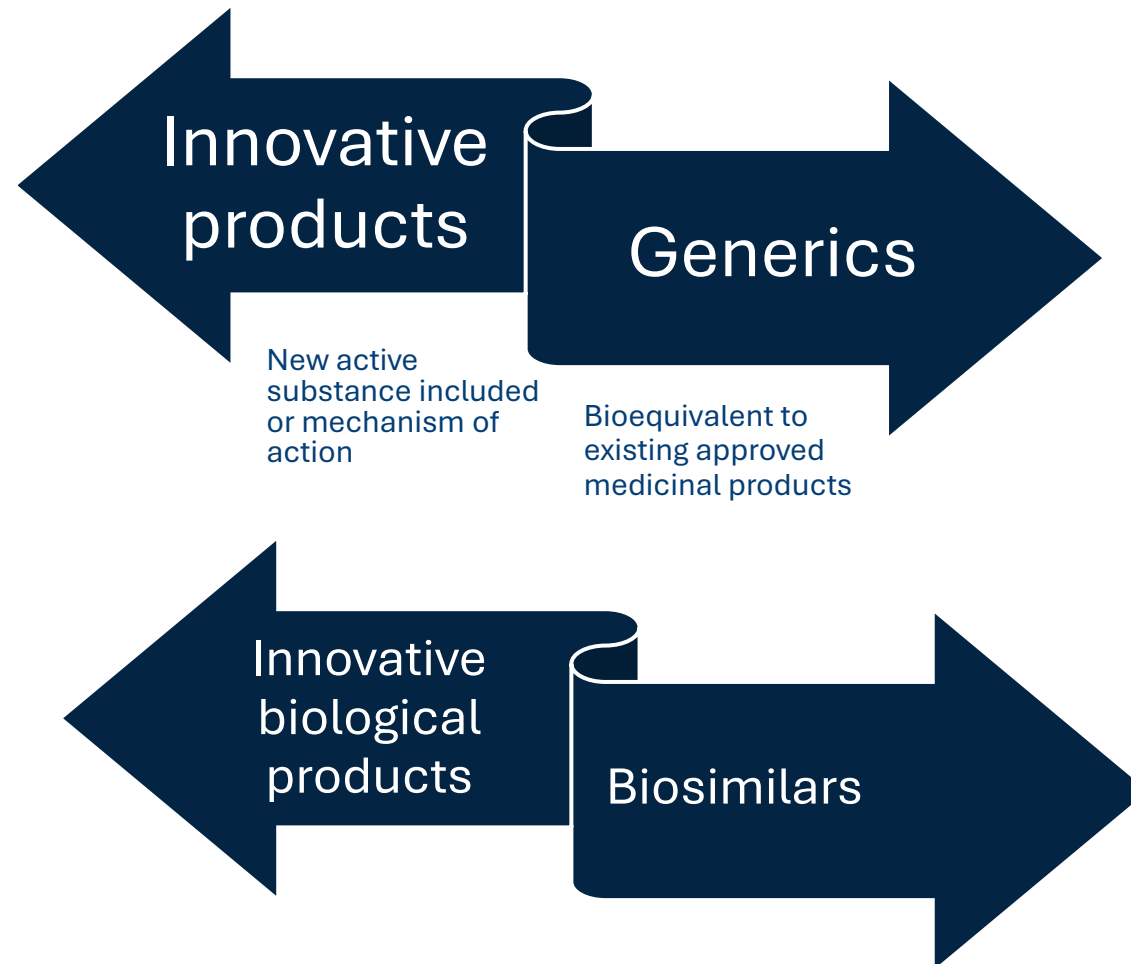 Innovative
products
Generics
New active
substance included
or mechanism of
action
Bioequivalent to
existing approved
medicinal products
Innovative
biological
products
Biosimilars